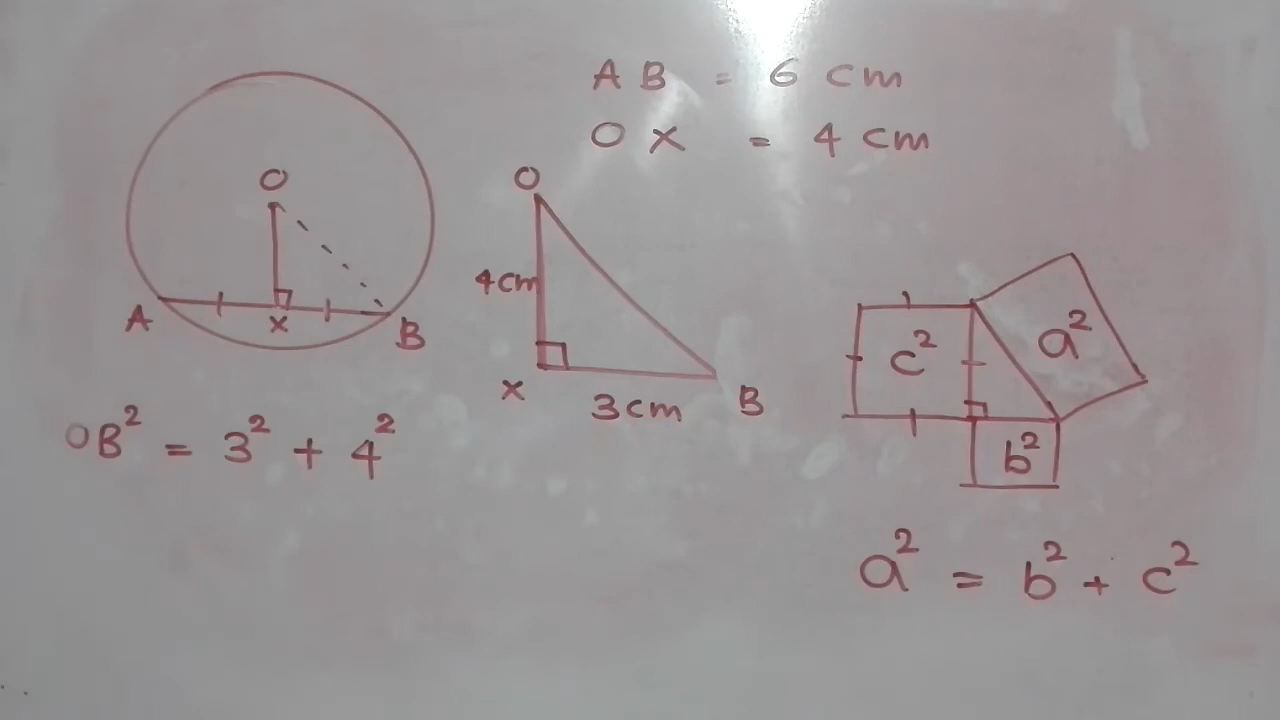 AB = 6 cm
OX = 4 cm
O
A
X
B
O
4cm
X
3cm
B
c²
a²
b²
OB² = 3² + 4²
a² = b² + c²